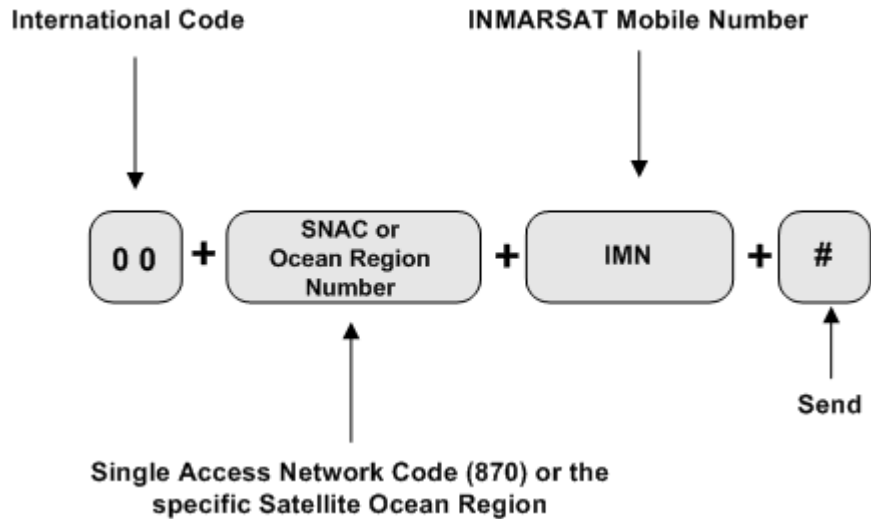 International Code
INMARSAT Mobile Number
0 0
+
SNAC or
Ocean Region
Number
+
IMN
+
#
Send
Single Access Network Code (870) or the
specific Satellite Ocean Region